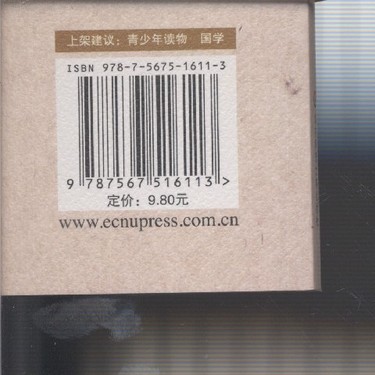 上架建议：青少年读物 国学
ISBN 978-7-5675-1611-3
9 787567 516113 >
定价：9.80元
www.ecnupress.com.cn